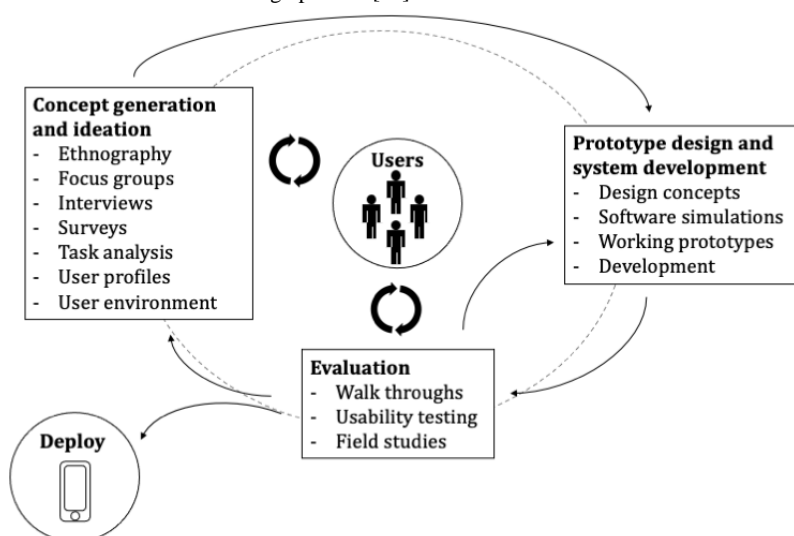 Concept generation
and ideation
- Ethnography
- Focus groups
- Interviews
- Surveys
- Task analysis
- User profiles
- User environment
Users
Prototype design and
system development
- Design concepts
- Software simulations
- Working prototypes
- Development
Evaluation
- Walk throughs
- Usability testing
- Field studies
Deploy